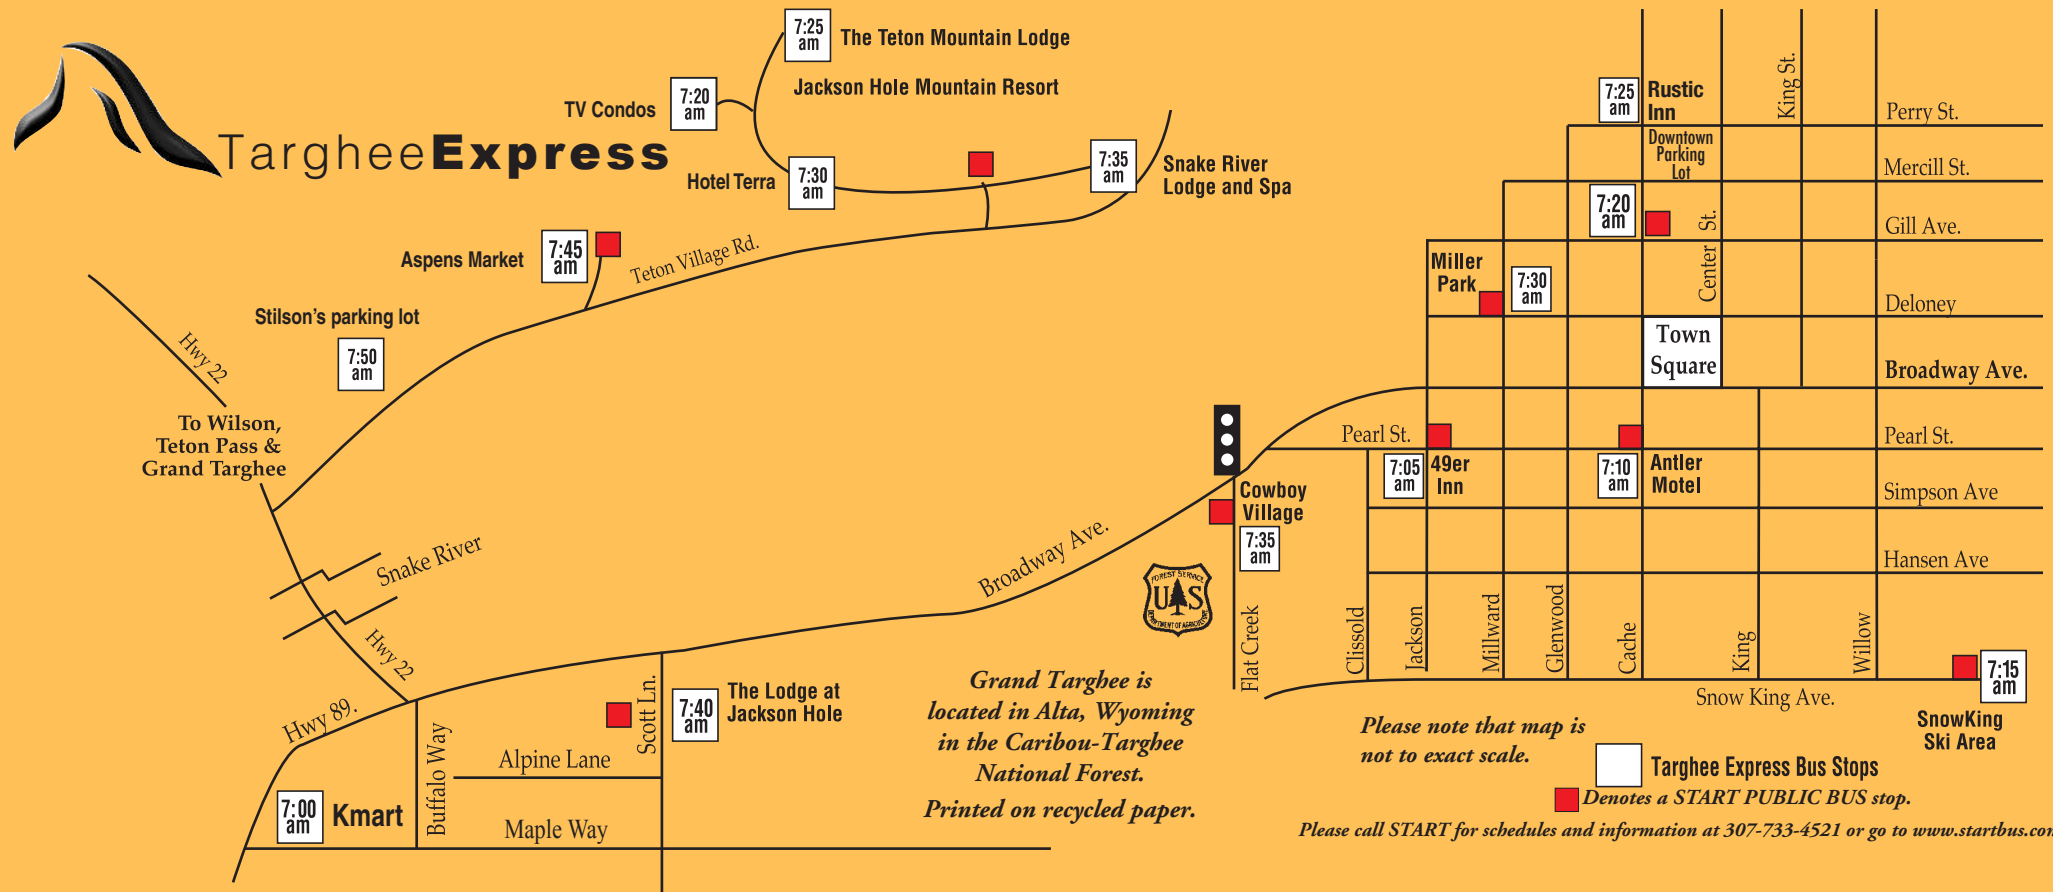 7:25
am
The Teton Mountain Lodge
Jackson Hole Mountain Resort
TV Condos
7:20
am
TargheeExpress
Hotel Terra
7:30
am
7:35
am
Snake River
Lodge and Spa
Aspens Market
7:45
am
Teton Village Rd.
Stilson's parking lot
7:50
am
Hwy 22
To Wilson,
Teton Pass &
Grand Targhee
Snake River
Hwy 22
Hwy 89.
7:00
am
Kmart
Buffalo Way
Alpine Lane
Maple Way
Scott Ln.
7:40
am
The Lodge at
Jackson Hole
Broadway Ave.
Grand Targhee is
located in Alta, Wyoming
in the Caribou-Targhee
National Forest.
Printed on recycled paper.
FOREST SERVICE
U S
DEPARTMENT OF AGRICULTURE
Cowboy
Village
7:35
am
Flat Creek
7:25
am
Rustic
Inn
Downtown
Parking
Lot
King St.
Perry St.
Mercill St.
7:20
am
Center St.
Gill Ave.
Miller
Park
7:30
am
Deloney
Town
Square
Broadway Ave.
Pearl St.
Pearl St.
7:05
am
49er
Inn
7:10
am
Antler
Motel
Simpson Ave
Hansen Ave
Clissold
Jackson
Millward
Glenwood
Cache
King
Willow
Snow King Ave.
7:15
am
SnowKing
Ski Area
Please note that map is
not to exact scale.
Targhee Express Bus Stops
Denotes a START PUBLIC BUS stop.
Please call START for schedules and information at 307-733-4521 or go to www.startbus.com